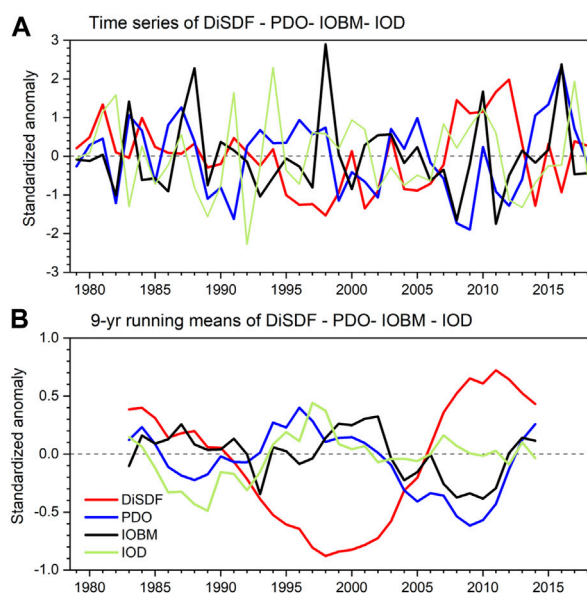 A
Time series of DiSDF - PDO- IOBM- IOD
Standardized anomaly
3
2
1
0
-1
-2
-3
1980 1985 1990 1995 2000 2005 2010 2015
B
9-yr running means of DiSDF - PDO- IOBM - IOD
Standardized anomaly
1.0
0.5
0.0
-0.5
-1.0
DiSDF
PDO
IOBM
IOD
1980 1985 1990 1995 2000 2005 2010 2015